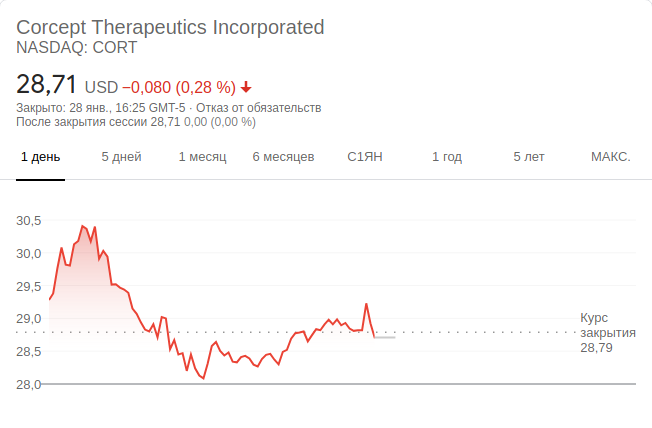 Corcept Therapeutics Incorporated
NASDAQ: CORT
28,71 USD −0,080 (0,28 %)
Закрыто: 28 янв., 16:25 GMT-5 · Отказ от обязательств
После закрытия сессии 28,71 0,00 (0,00 %)
1 день 5 дней 1 месяц 6 месяцев С1ЯН 1 год 5 лет МАКС.
30,5
30,0
29,5
29,0
28,5
28,0
Курс
закрытия
28,79